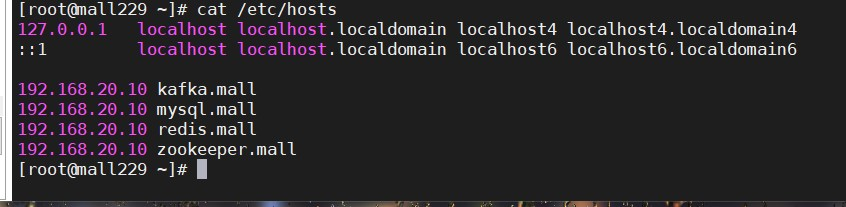 [root@mall229 ~]# cat /etc/hosts
127.0.0.1   localhost localhost.localdomain localhost4 localhost4.localdomain4
::1         localhost localhost.localdomain localhost6 localhost6.localdomain6
192.168.20.10 kafka.mall
192.168.20.10 mysql.mall
192.168.20.10 redis.mall
192.168.20.10 zookeeper.mall
[root@mall229 ~]#